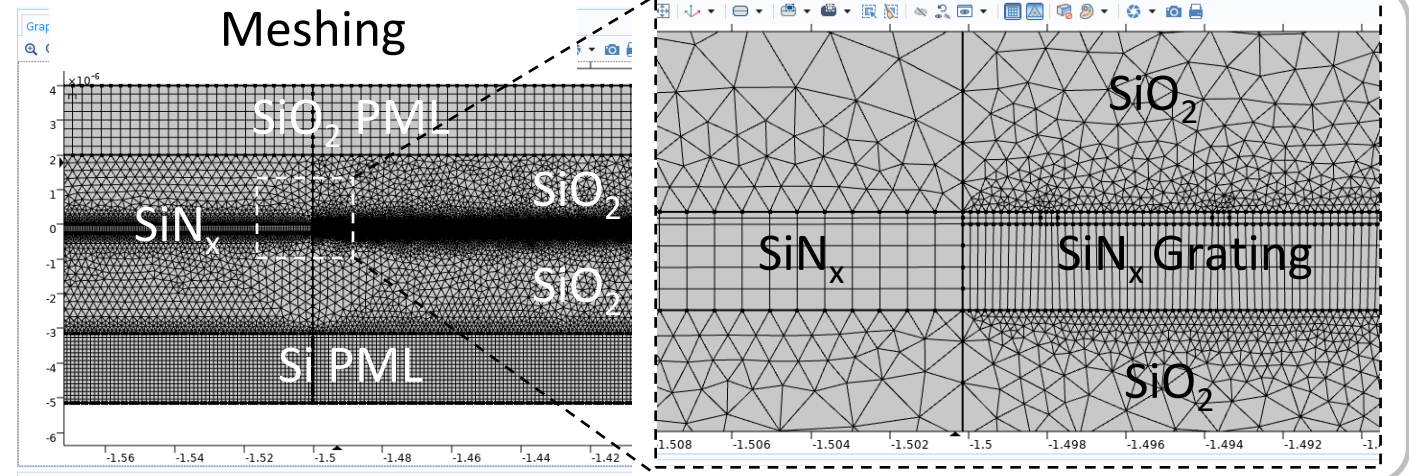 Meshing
Grap
×10⁻⁶
4
3
2
1
0
-1
-2
-3
-4
-5
-6
SiO₂ PML
SiO₂
SiNₓ
SiO₂
Si PML
-1.56
-1.54
-1.52
-1.5
-1.48
-1.46
-1.44
-1.42
SiO₂
SiNₓ
SiNₓ Grating
SiO₂
-1.508
-1.506
-1.504
-1.502
-1.5
-1.498
-1.496
-1.494
-1.492